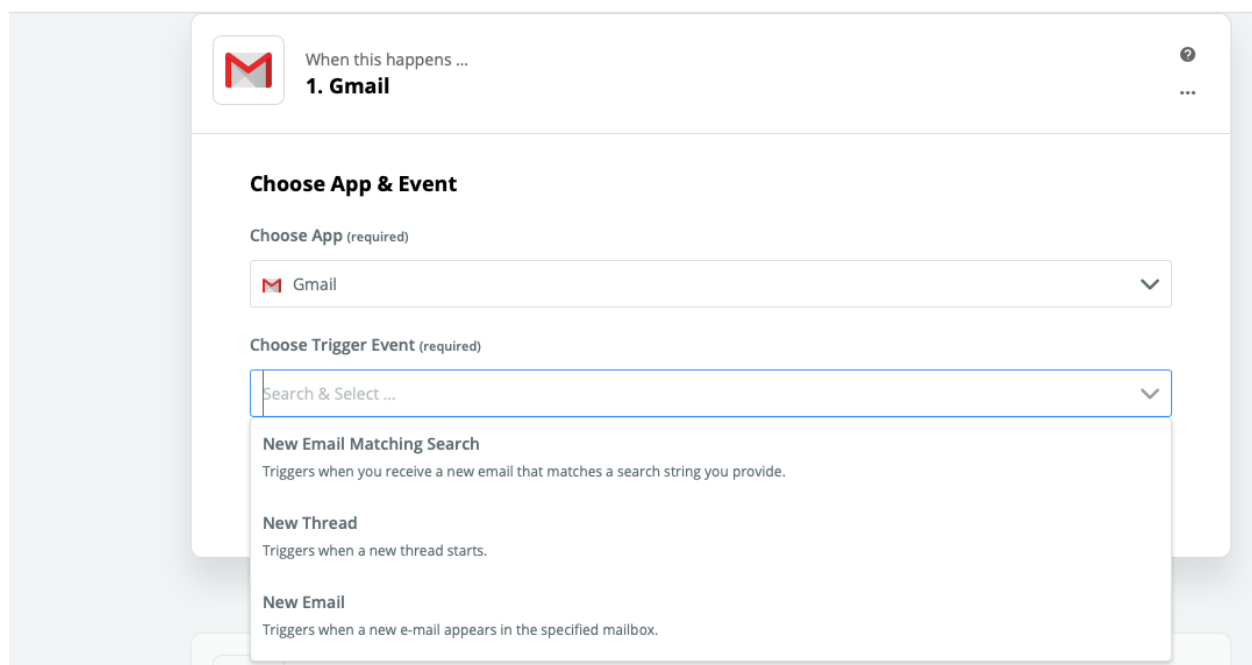 When this happens ...
1. Gmail
Choose App & Event
Choose App (required)
Gmail
Choose Trigger Event (required)
Search & Select ...
New Email Matching Search
Triggers when you receive a new email that matches a search string you provide.
New Thread
Triggers when a new thread starts.
New Email
Triggers when a new e-mail appears in the specified mailbox.